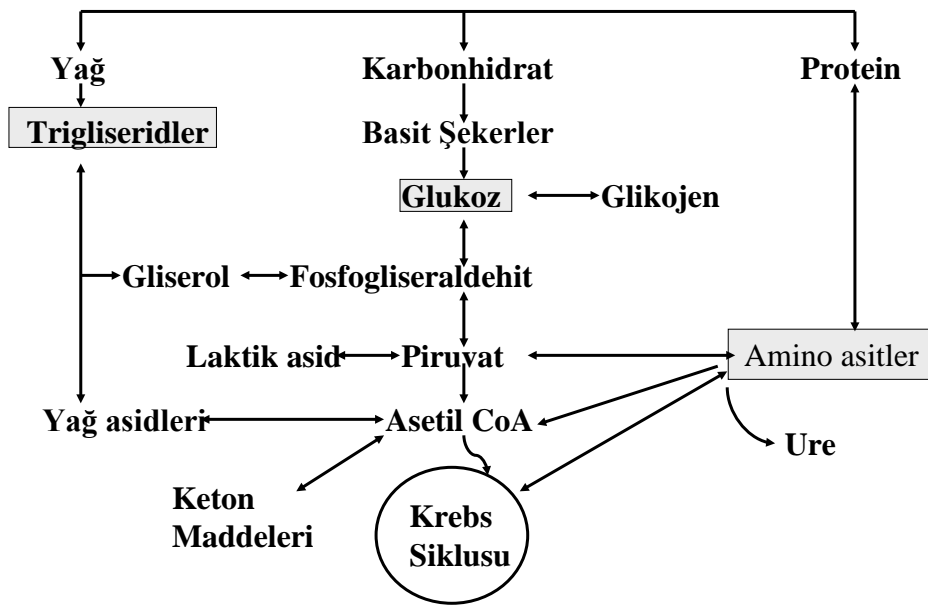 Yağ
Karbonhidrat
Protein
Trigliseridler
Basit Şekerler
Glukoz
Glikojen
Gliserol
Fosfogliseraldehit
Laktik asid
Piruvat
Amino asitler
Yağ asidleri
Asetil CoA
Ure
Keton
Maddeleri
Krebs
Siklusu